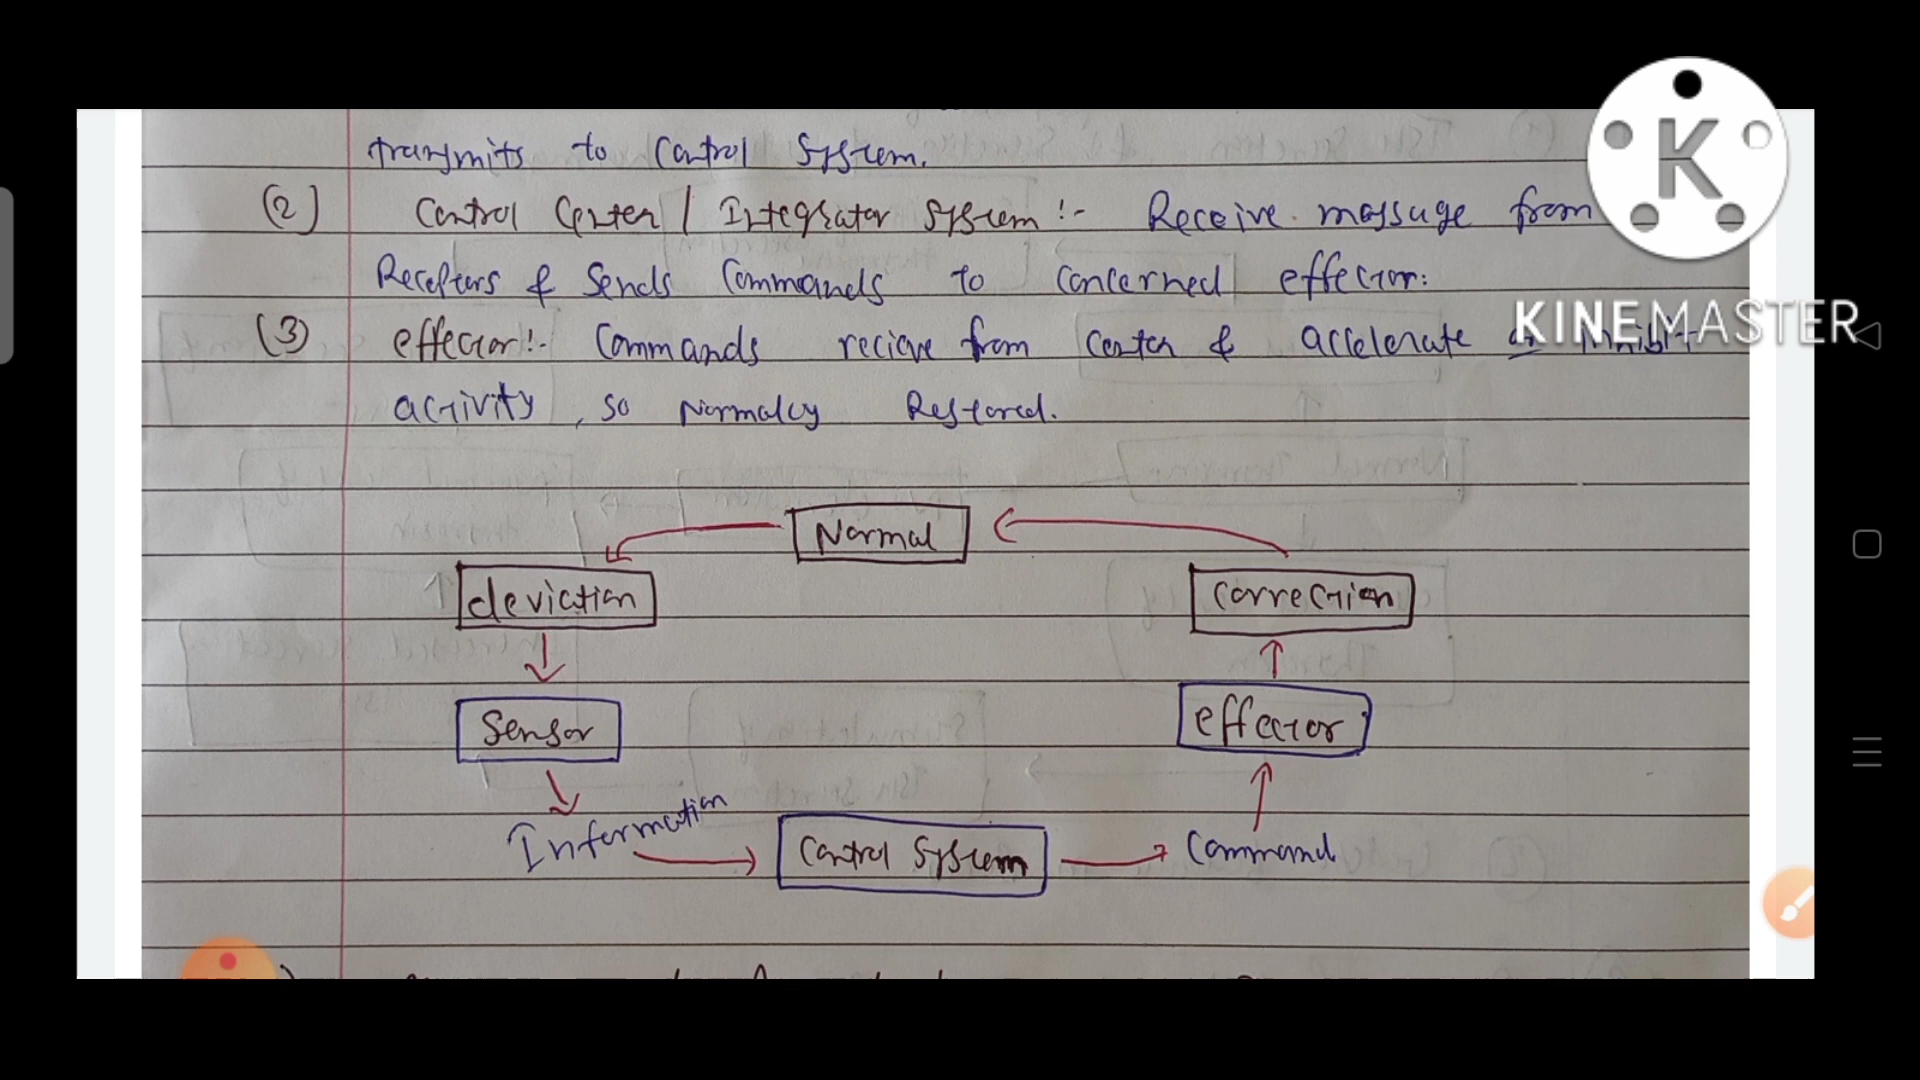 transmits to Control System.
(2) Control Center / Integrator System :- Receive message from
Receptors & Sends Commands to Concerned effector.
(3) effector :- Commands recieve from Center & accelerate or inhibit
activity, so Normalcy Restored.
Normal
deviation
Correction
Sensor
effector
Information
Control System
Command
K
KINEMASTER